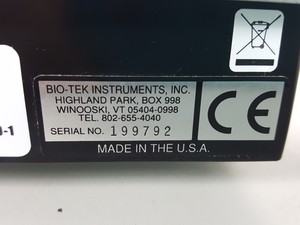 BIO-TEK INSTRUMENTS, INC.
HIGHLAND PARK, BOX 998
WINOOSKI, VT 05404-0998
TEL. 802-655-4040
SERIAL NO. 199792
CE
-1
MADE IN THE U.S.A.